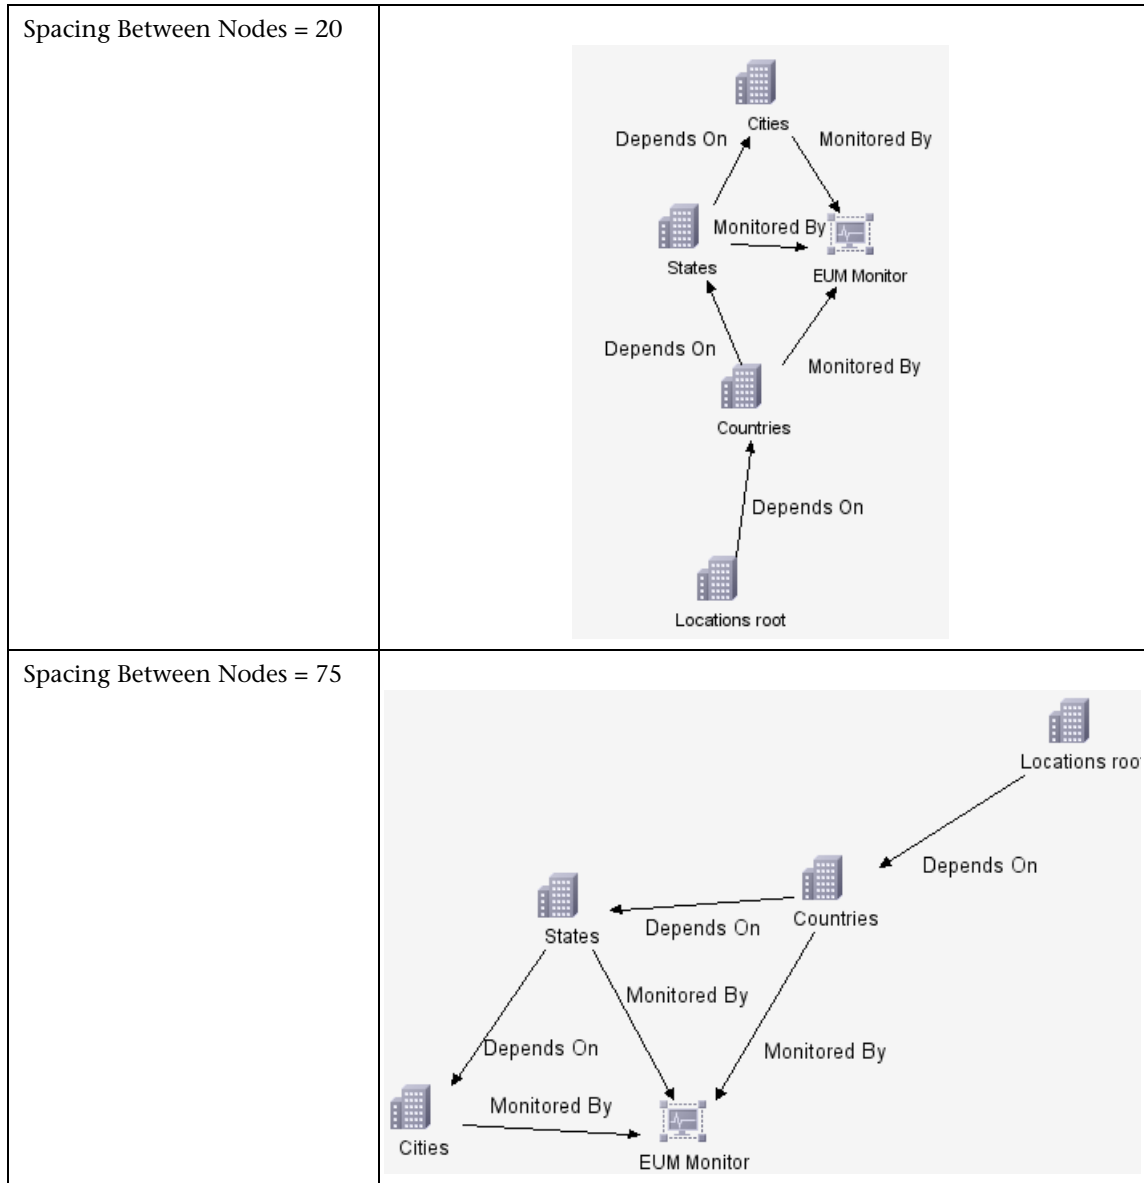 Spacing Between Nodes = 20
Cities
Depends On
Monitored By
Monitored By
States
EUM Monitor
Depends On
Monitored By
Countries
Depends On
Locations root
Spacing Between Nodes = 75
Locations roo
Depends On
Countries
Depends On
States
Monitored By
Depends On
Monitored By
Monitored By
Cities
EUM Monitor